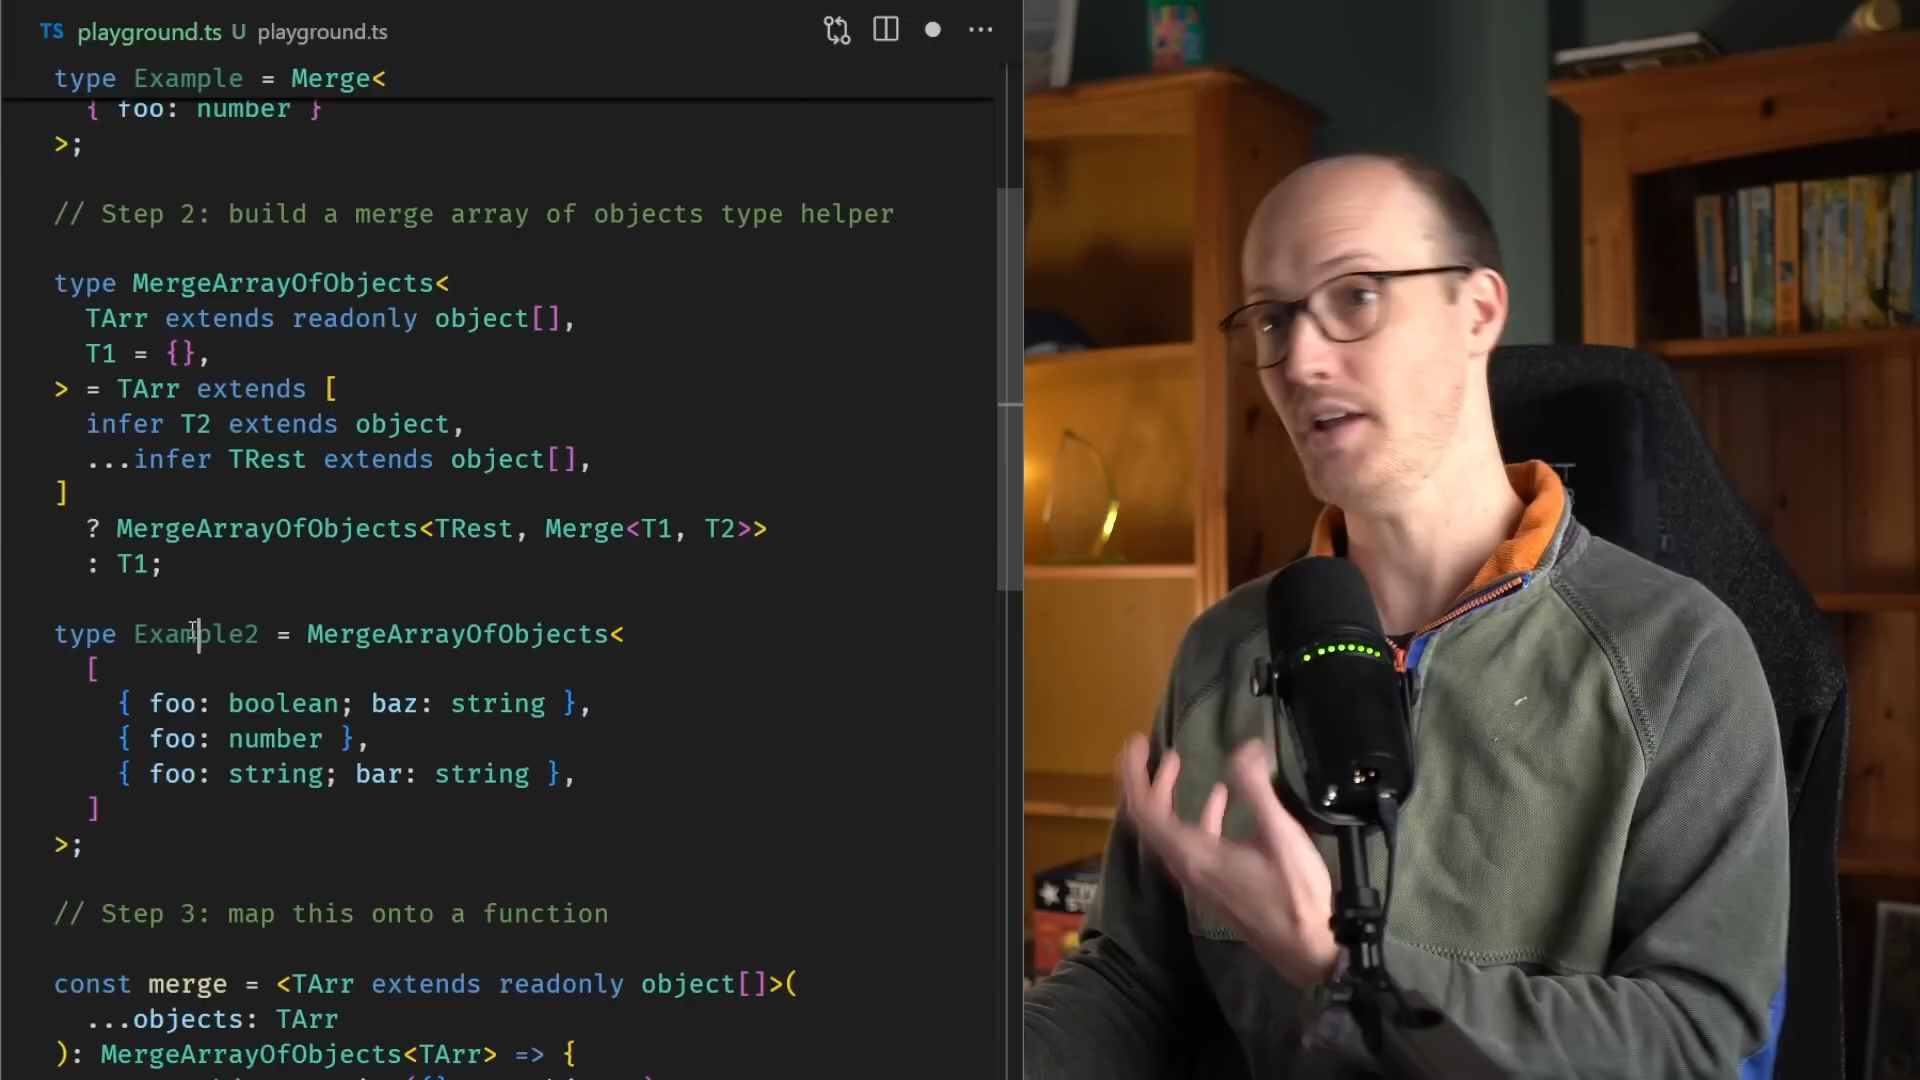 TS playground.ts U playground.ts
type Example = Merge<
{ foo: number }
>;
// Step 2: build a merge array of objects type helper
type MergeArrayOfObjects<
TArr extends readonly object[],
T1 = {},
> = TArr extends [
infer T2 extends object,
...infer TRest extends object[],
]
? MergeArrayOfObjects<TRest, Merge<T1, T2>>
: T1;
type Example2 = MergeArrayOfObjects<
[
{ foo: boolean; baz: string },
{ foo: number },
{ foo: string; bar: string },
]
>;
// Step 3: map this onto a function
const merge = <TArr extends readonly object[]>(
...objects: TArr
): MergeArrayOfObjects<TArr> => {